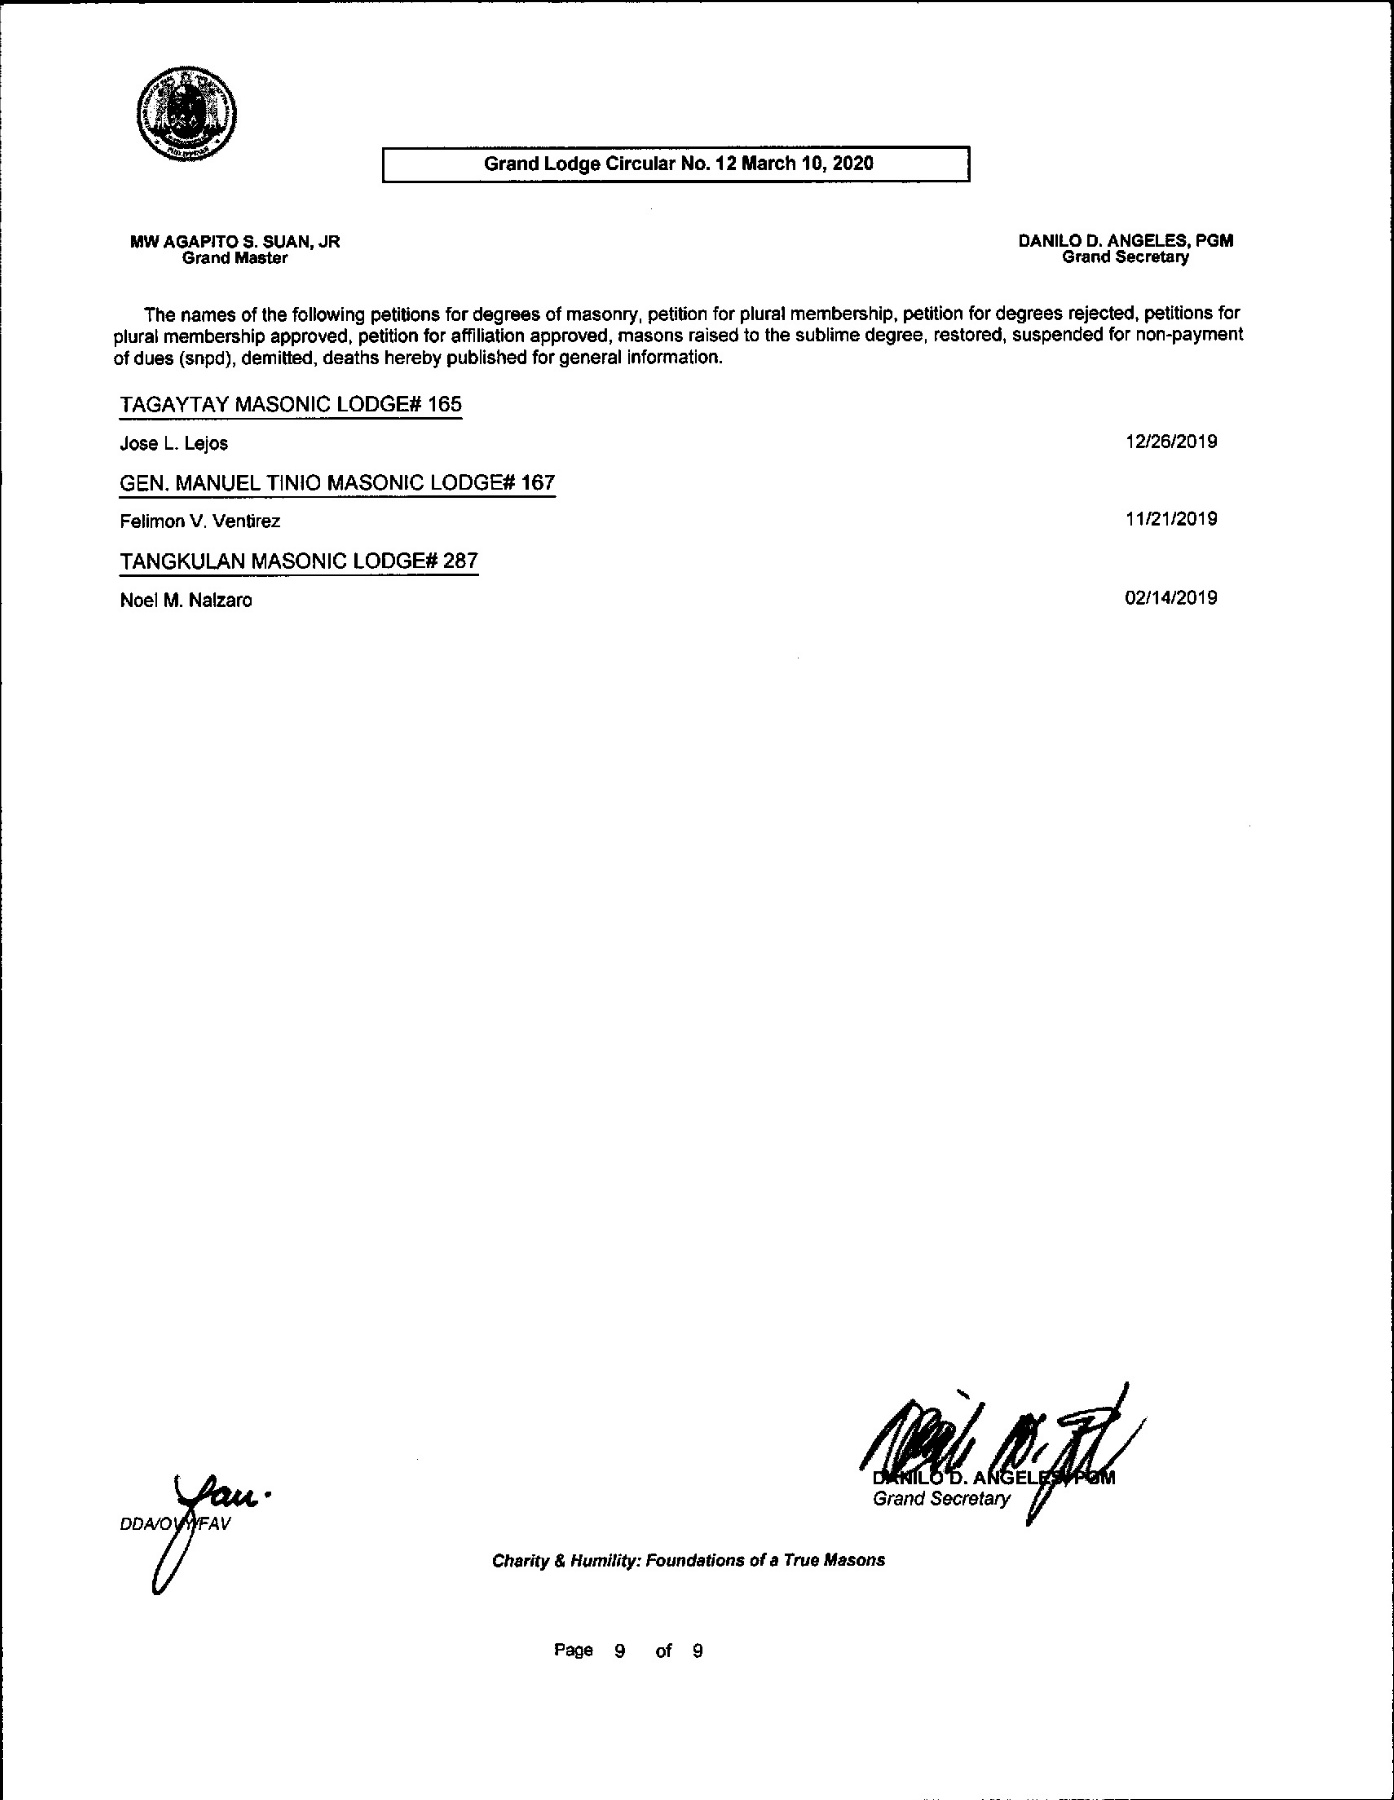 Grand Lodge Circular No. 12 March 10, 2020
MW AGAPITO S. SUAN, JR
Grand Master
DANILO D. ANGELES, PGM
Grand Secretary
The names of the following petitions for degrees of masonry, petition for plural membership, petition for degrees rejected, petitions for
plural membership approved, petition for affiliation approved, masons raised to the sublime degree, restored, suspended for non-payment
of dues (snpd), demitted, deaths hereby published for general information.
TAGAYTAY MASONIC LODGE# 165
Jose L. Lejos 12/26/2019
GEN. MANUEL TINIO MASONIC LODGE# 167
Felimon V. Ventirez 11/21/2019
TANGKULAN MASONIC LODGE# 287
Noel M. Nalzaro 02/14/2019
DANILO D. ANGELES, PGM
Grand Secretary
Charity & Humility: Foundations of a True Masons
Page 9 of 9